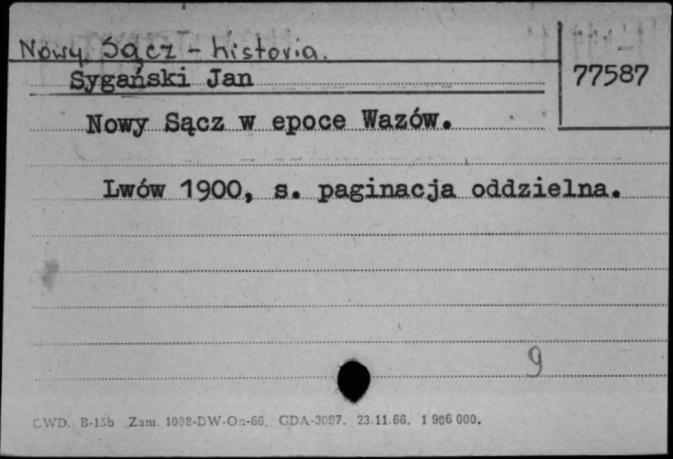 Nowy Sącz - historia.
Sygański Jan
77587
Nowy Sącz w epoce Wazów.
Lwów 1900, s. paginacja oddzielna.
9
CWD. B-15b Zam. 1008-DW-Oa-66. GDA-3097. 23.11.66. 1 906 000.